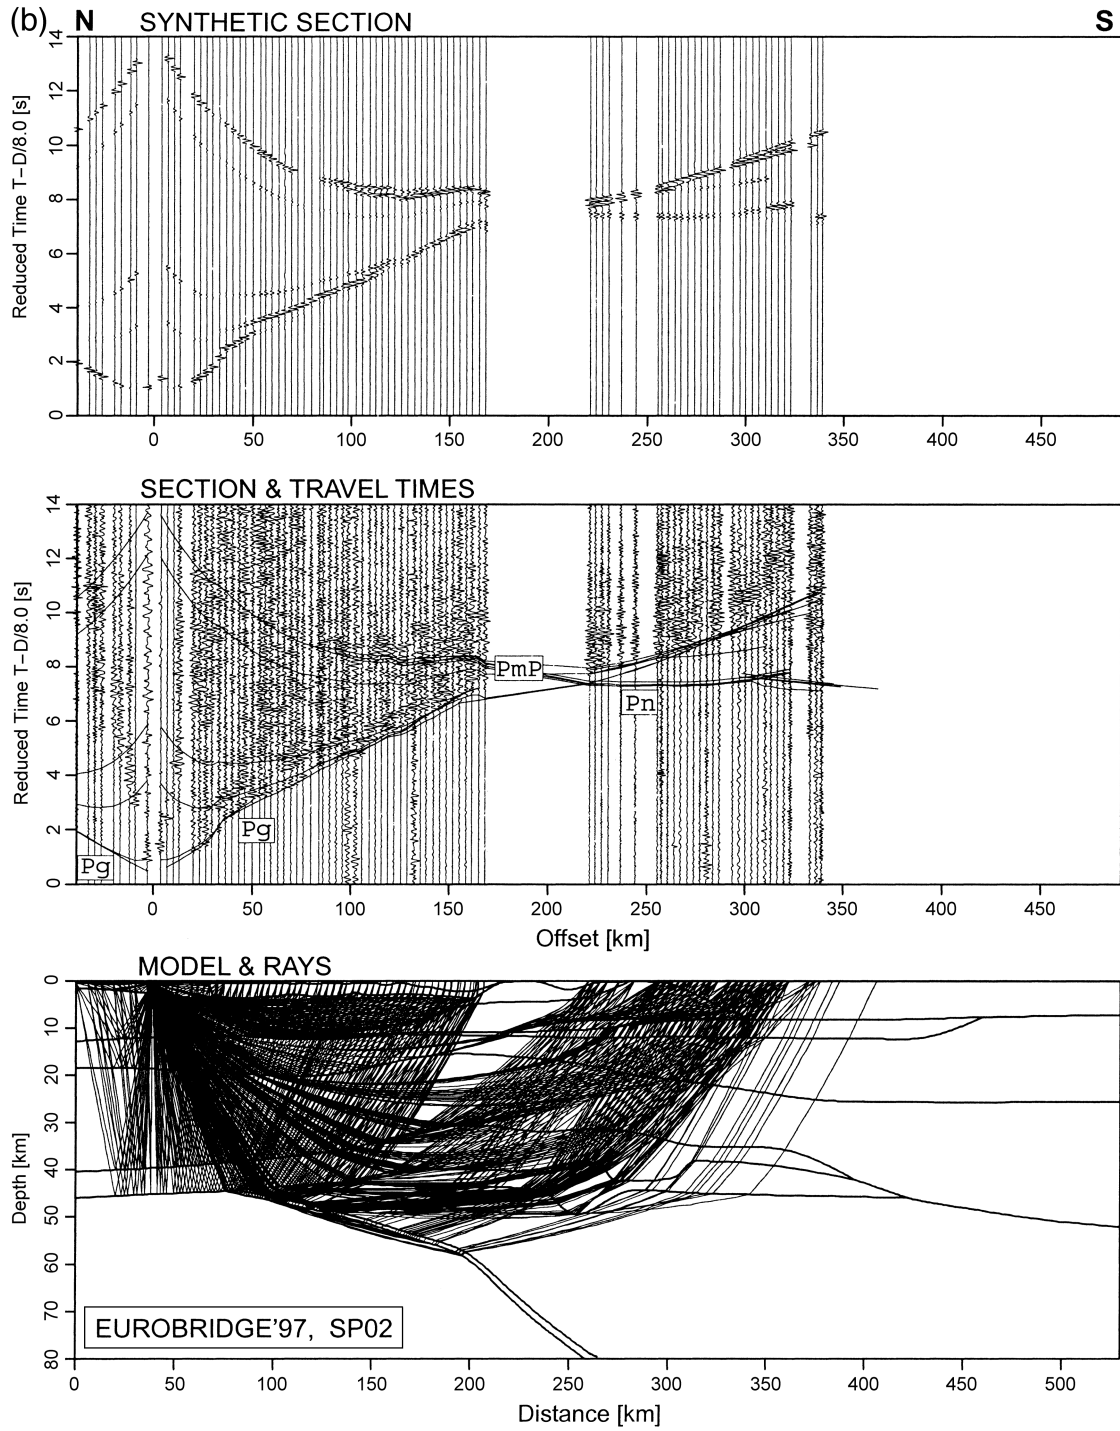 (b) N SYNTHETIC SECTION S
14
12
10
8
6
4
2
0
Reduced Time T-D/8.0 [s]
0 50 100 150 200 250 300 350 400 450
SECTION & TRAVEL TIMES
14
12
10
8
6
4
2
0
Reduced Time T-D/8.0 [s]
PmP
Pn
Pg
Pg
0 50 100 150 200 250 300 350 400 450
Offset [km]
MODEL & RAYS
0
10
20
30
40
50
60
70
80
Depth [km]
EUROBRIDGE'97, SP02
0 50 100 150 200 250 300 350 400 450 500
Distance [km]